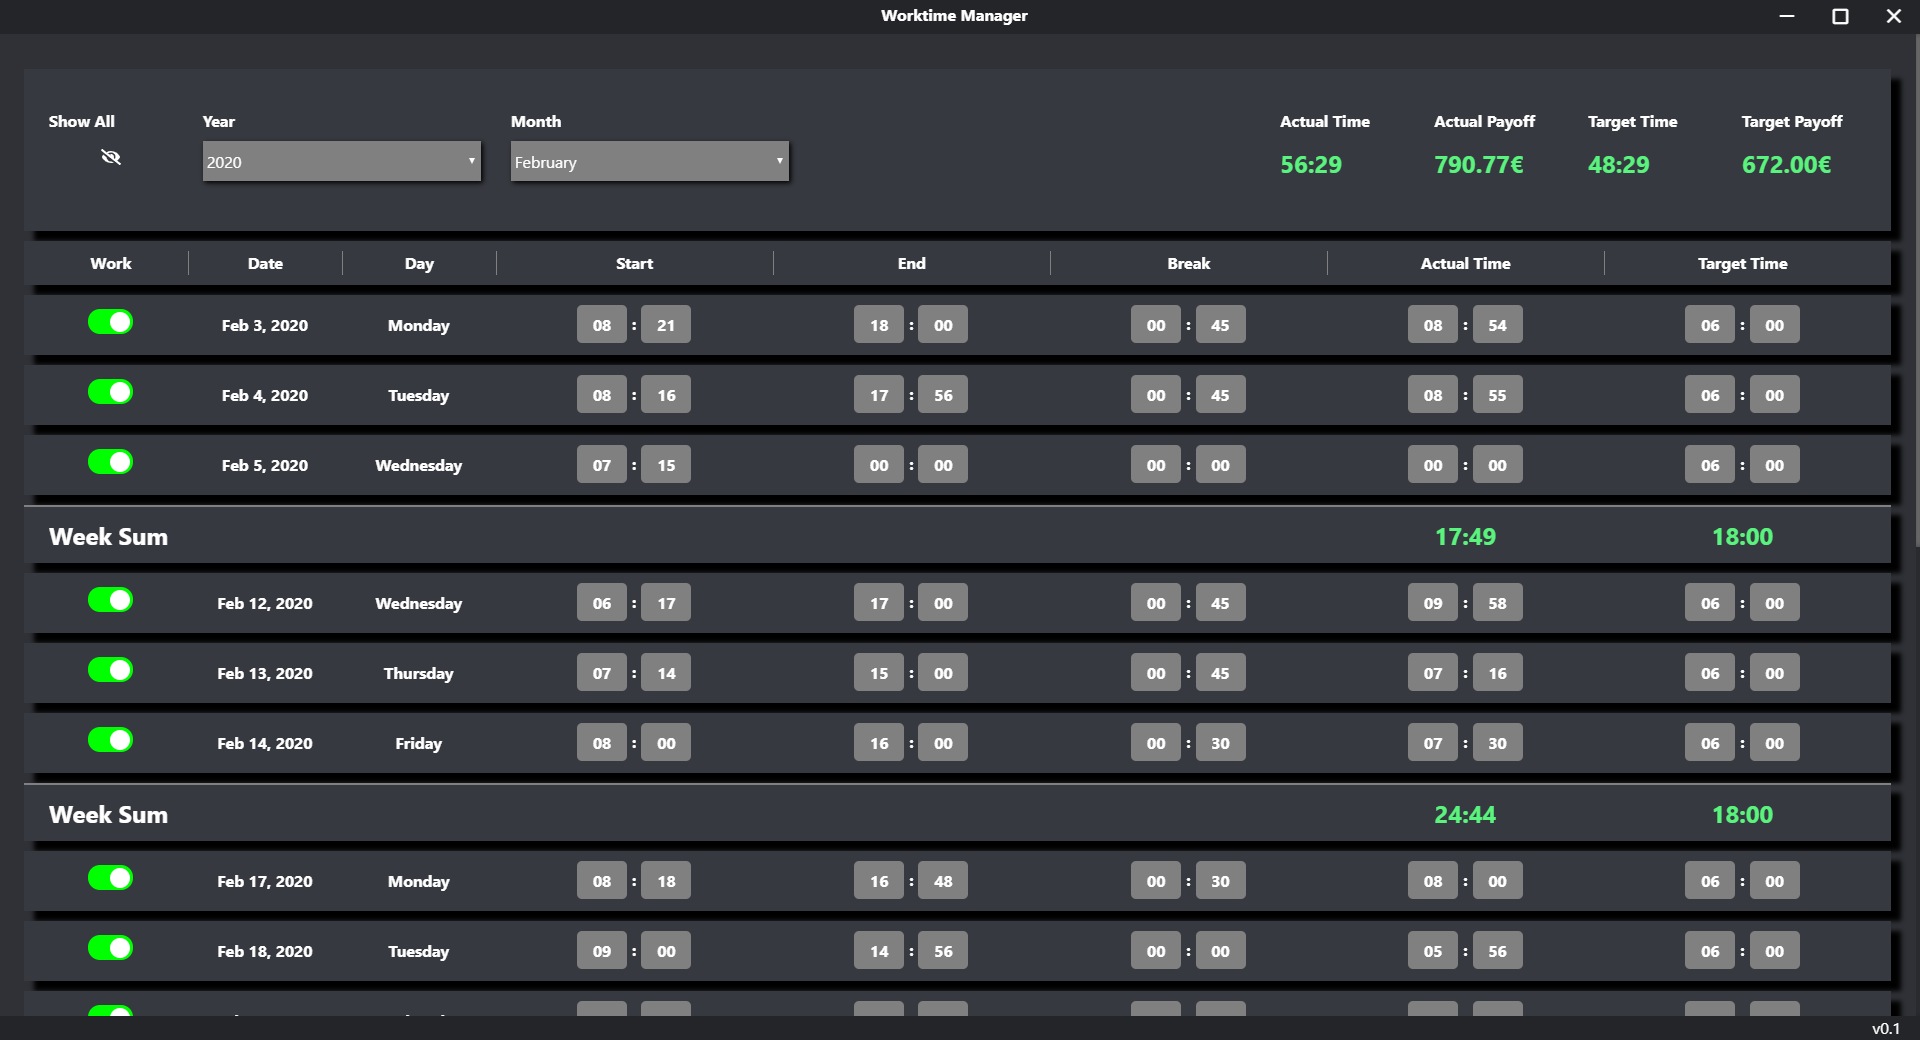 Worktime Manager
Show All Year Month Actual Time Actual Payoff Target Time Target Payoff
2020 February 56:29 790.77€ 48:29 672.00€
Work Date Day Start End Break Actual Time Target Time
Feb 3, 2020 Monday 08 : 21 18 : 00 00 : 45 08 : 54 06 : 00
Feb 4, 2020 Tuesday 08 : 16 17 : 56 00 : 45 08 : 55 06 : 00
Feb 5, 2020 Wednesday 07 : 15 00 : 00 00 : 00 00 : 00 06 : 00
Week Sum 17:49 18:00
Feb 12, 2020 Wednesday 06 : 17 17 : 00 00 : 45 09 : 58 06 : 00
Feb 13, 2020 Thursday 07 : 14 15 : 00 00 : 45 07 : 16 06 : 00
Feb 14, 2020 Friday 08 : 00 16 : 00 00 : 30 07 : 30 06 : 00
Week Sum 24:44 18:00
Feb 17, 2020 Monday 08 : 18 16 : 48 00 : 30 08 : 00 06 : 00
Feb 18, 2020 Tuesday 09 : 00 14 : 56 00 : 00 05 : 56 06 : 00
v0.1